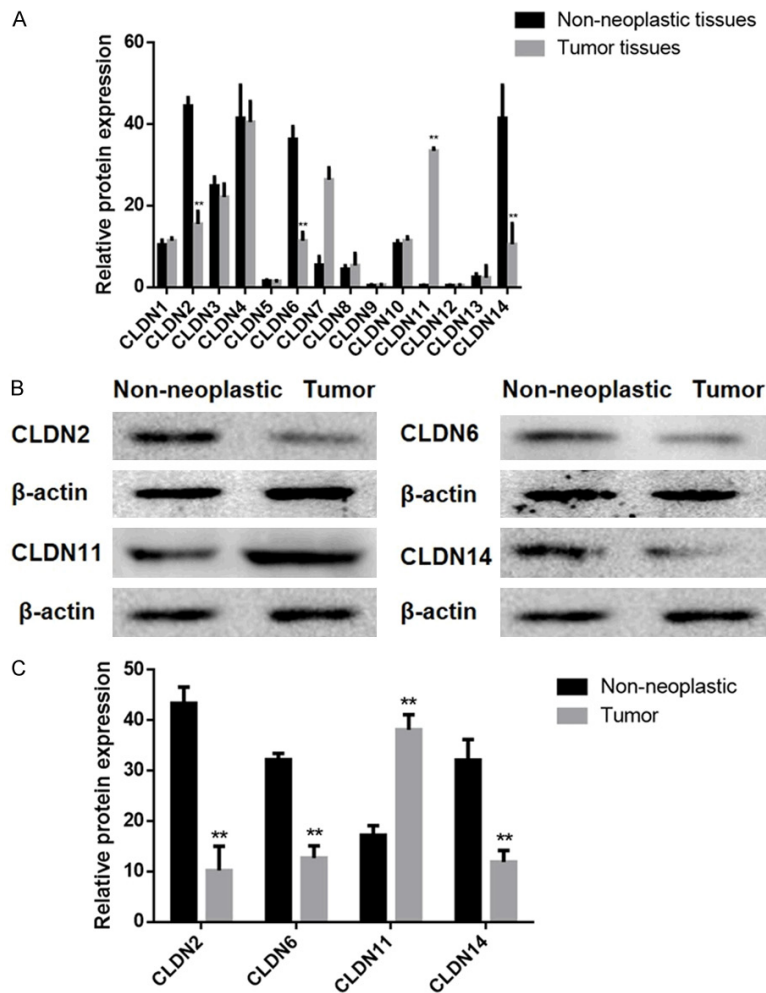 A
Non-neoplastic tissues
Tumor tissues
Relative protein expression
60
40
20
0
**
**
**
**
CLDN1
CLDN2
CLDN3
CLDN4
CLDN5
CLDN6
CLDN7
CLDN8
CLDN9
CLDN10
CLDN11
CLDN12
CLDN13
CLDN14
B
Non-neoplastic Tumor
Non-neoplastic Tumor
CLDN2
CLDN6
β-actin
β-actin
CLDN11
CLDN14
β-actin
β-actin
C
Non-neoplastic
Tumor
Relative protein expression
50
40
30
20
10
0
**
**
**
**
CLDN2
CLDN6
CLDN11
CLDN14